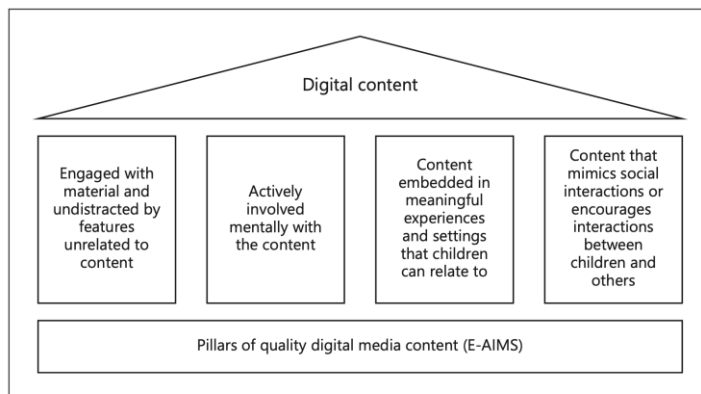 Digital content
Engaged with
material and
undistracted by
features
unrelated to
content
Actively
involved
mentally with
the content
Content
embedded in
meaningful
experiences
and settings
that children
can relate to
Content that
mimics social
interactions or
encourages
interactions
between
children and
others
Pillars of quality digital media content (E-AIMS)